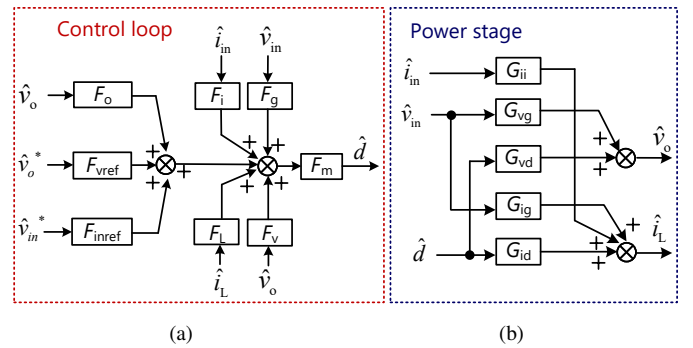 Control loop
î_in
v̂_in
v̂_o
F_o
F_i
F_g
v̂_o*
F_vref
F_m
d̂
v̂_in*
F_inref
F_L
F_v
î_L
v̂_o
(a)
Power stage
î_in
G_ii
v̂_in
G_vg
v̂_o
G_vd
G_ig
d̂
G_id
î_L
(b)